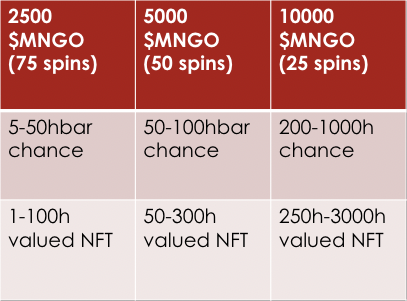 2500
$MNGO
(75 spins)
5000
$MNGO
(50 spins)
10000
$MNGO
(25 spins)
5-50hbar
chance
50-100hbar
chance
200-1000h
chance
1-100h
valued NFT
50-300h
valued NFT
250h-3000h
valued NFT